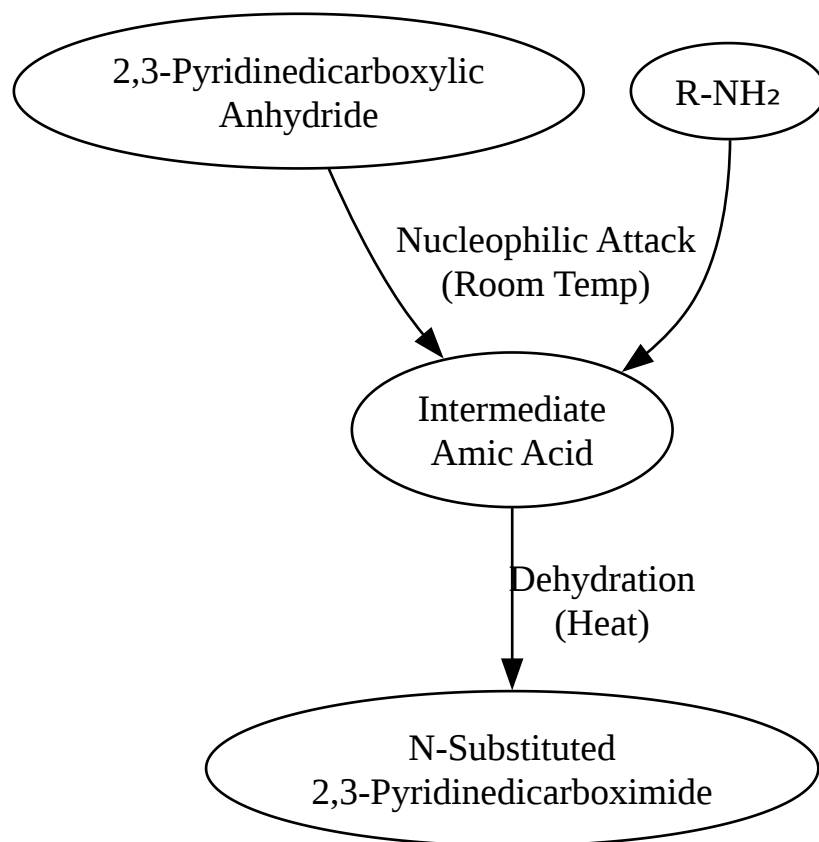 2,3-Pyridinedicarboxylic
Anhydride
R-NH₂
Nucleophilic Attack
(Room Temp)
Intermediate
Amic Acid
Dehydration
(Heat)
N-Substituted
2,3-Pyridinedicarboximide